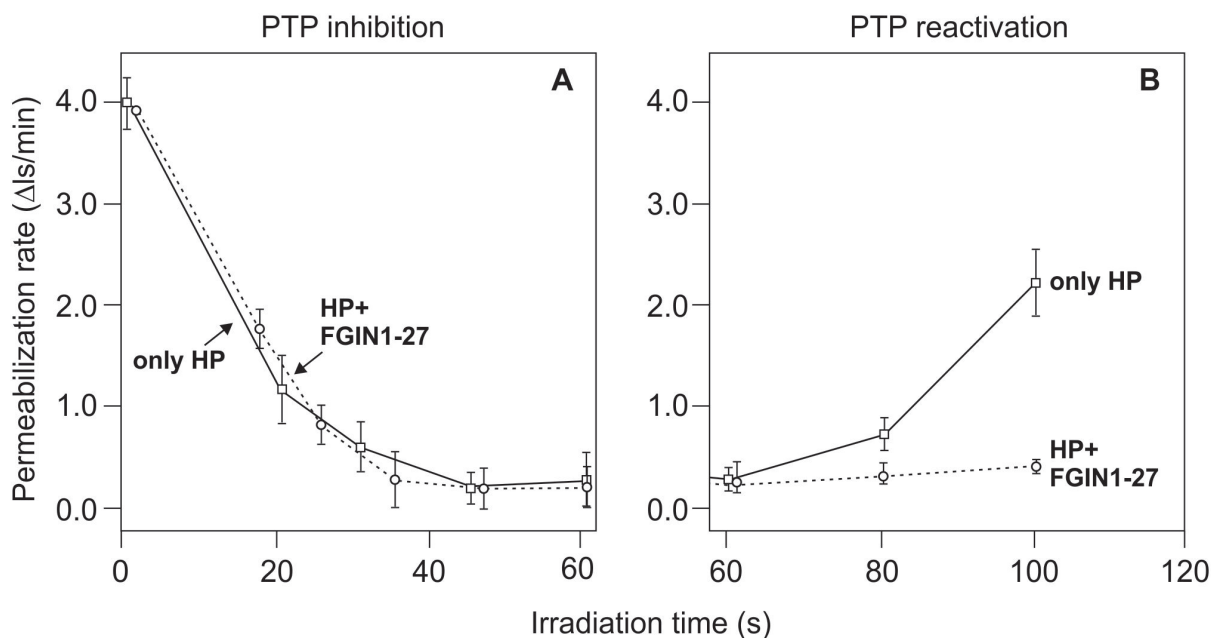 PTP inhibition
PTP reactivation
Permeabilization rate (ΔIs/min)
A
4.0
3.0
2.0
1.0
0.0
only HP
HP+
FGIN1-27
0
20
40
60
B
4.0
3.0
2.0
1.0
0.0
only HP
HP+
FGIN1-27
60
80
100
120
Irradiation time (s)